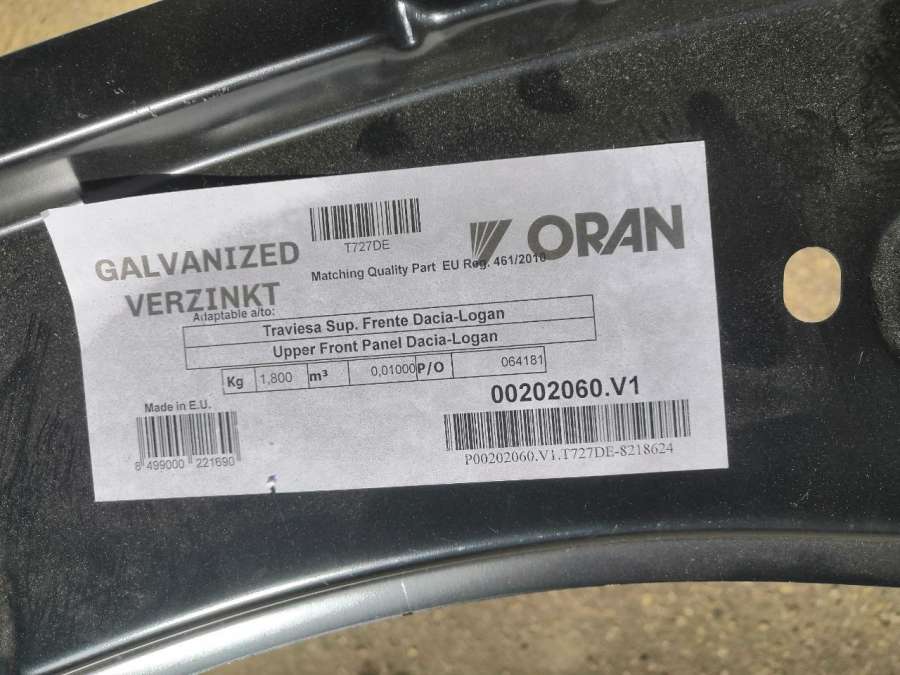 T727DE
ORAN
GALVANIZED
VERZINKT
Matching Quality Part EU Reg. 461/2010
Adaptable a/to:
Traviesa Sup. Frente Dacia-Logan
Upper Front Panel Dacia-Logan
Kg 1,800 m³ 0,01000 P/O 064181
00202060.V1
Made in E.U.
8 499000 221690
P00202060.V1.T727DE-8218624